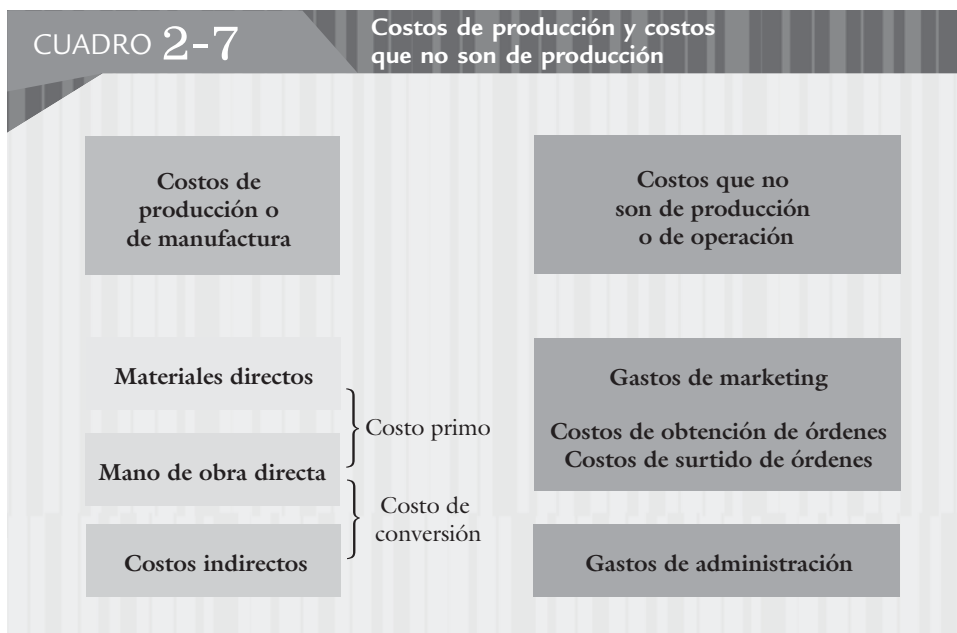 CUADRO 2-7
Costos de producción y costos
que no son de producción
Costos de
producción o
de manufactura
Costos que no
son de producción
o de operación
Materiales directos
Mano de obra directa
Costos indirectos
Costo primo
Costo de
conversión
Gastos de marketing
Costos de obtención de órdenes
Costos de surtido de órdenes
Gastos de administración